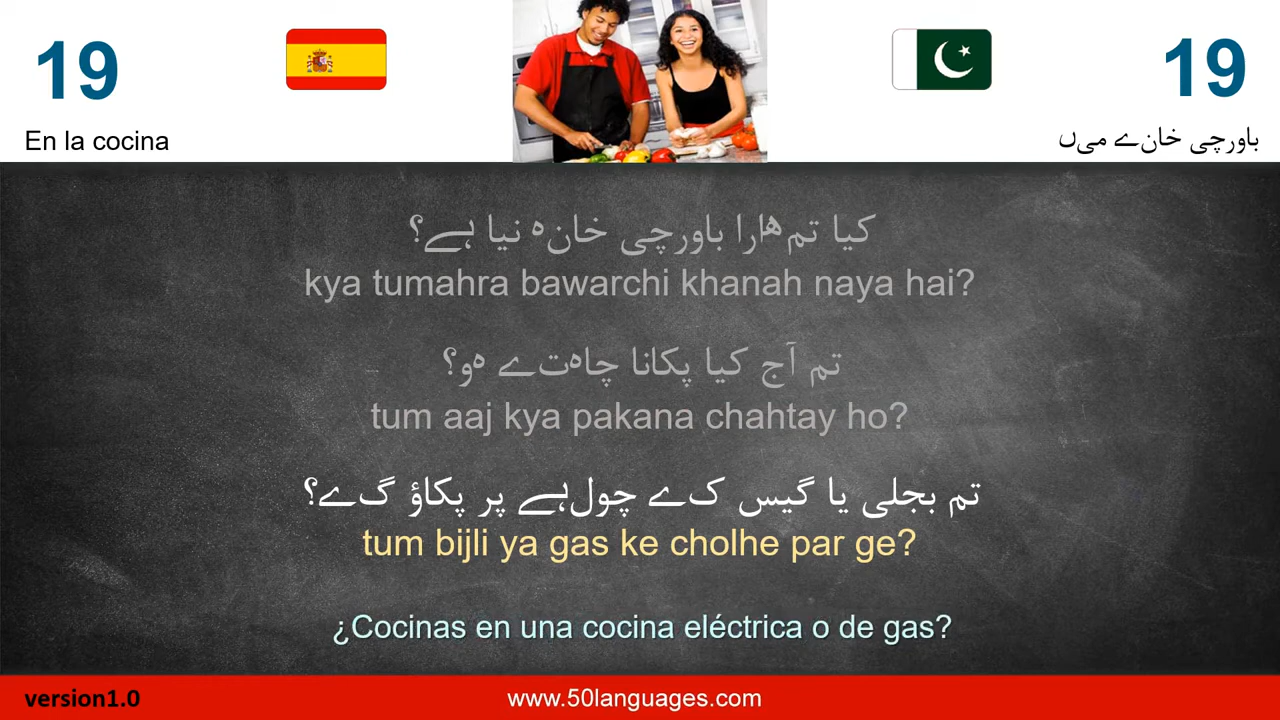 19
En la cocina
19
باورچی خانے میں
کیا تمھارا باورچی خانہ نیا ہے؟
kya tumahra bawarchi khanah naya hai?
تم آج کیا پکانا چاہتے ہو؟
tum aaj kya pakana chahtay ho?
تم بجلی یا گیس کے چولہے پر پکاؤ گے؟
tum bijli ya gas ke cholhe par ge?
¿Cocinas en una cocina eléctrica o de gas?
version1.0
www.50languages.com